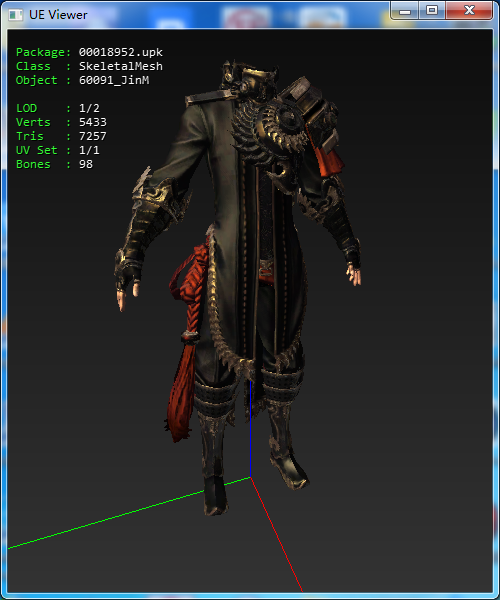 UE Viewer
Package: 00018952.upk
Class : SkeletalMesh
Object : 60091_JinM
LOD : 1/2
Verts : 5433
Tris : 7257
UV Set : 1/1
Bones : 98